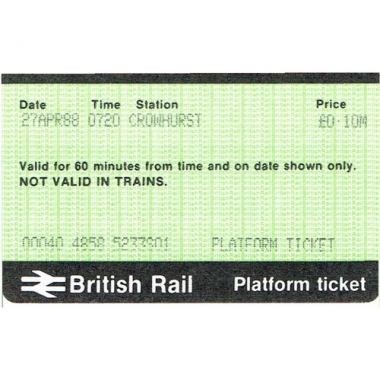 Date Time Station Price
27APR88 0720 CROWHURST £0·10M
Valid for 60 minutes from time and on date shown only.
NOT VALID IN TRAINS.
00040 4858 5233S01 PLATFORM TICKET
British Rail Platform ticket